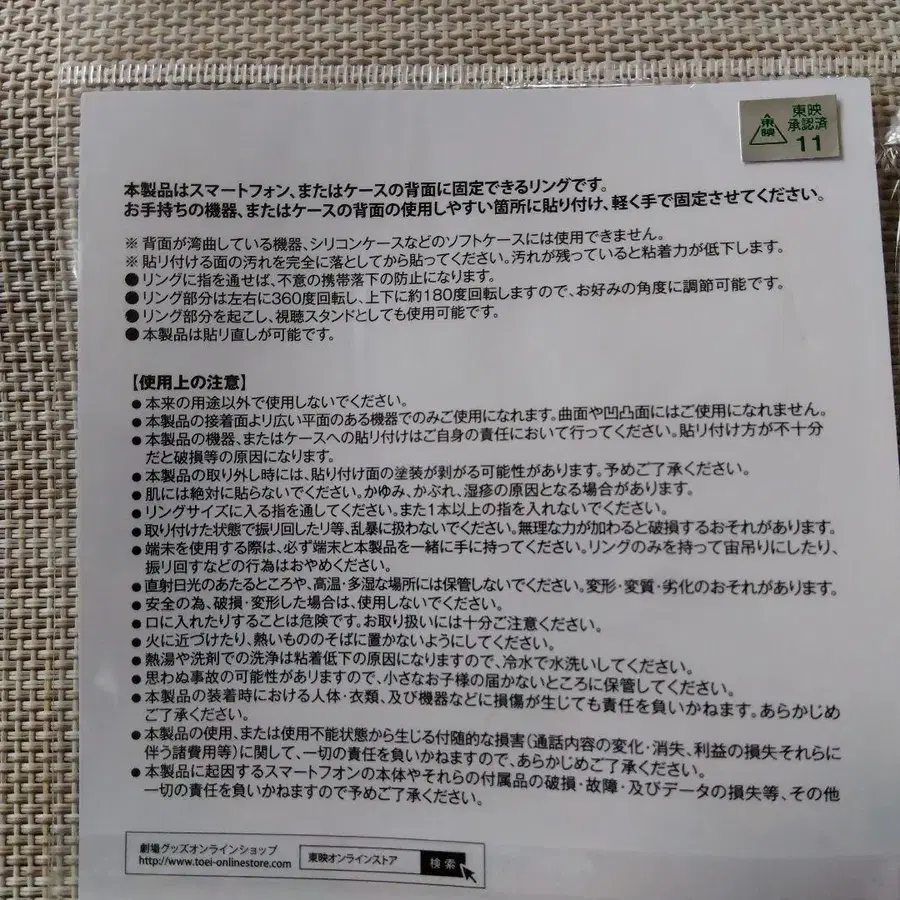 東映
東映
承認済
11
本製品はスマートフォン、またはケースの背面に固定できるリングです。
お手持ちの機器、またはケースの背面の使用しやすい箇所に貼り付け、軽く手で固定させてください。
※ 背面が湾曲している機器、シリコンケースなどのソフトケースには使用できません。
※ 貼り付ける面の汚れを完全に落としてから貼ってください。汚れが残っていると粘着力が低下します。
● リングに指を通せば、不意の携帯落下の防止になります。
● リング部分は左右に360度回転し、上下に約180度回転しますので、お好みの角度に調節可能です。
● リング部分を起こし、視聴スタンドとしても使用可能です。
● 本製品は貼り直しが可能です。
【使用上の注意】
● 本来の用途以外で使用しないでください。
● 本製品の接着面より広い平面のある機器でのみご使用になれます。曲面や凹凸面にはご使用になれません。
● 本製品の機器、またはケースへの貼り付けはご自身の責任において行ってください。貼り付け方が不十分
だと破損等の原因になります。
● 本製品の取り外し時には、貼り付け面の塗装が剥がる可能性があります。予めご了承ください。
● 肌には絶対に貼らないでください。かゆみ、かぶれ、湿疹の原因となる場合があります。
● リングサイズに入る指を通してください。また1本以上の指を入れないでください。
● 取り付けた状態で振り回したり等、乱暴に扱わないでください。無理な力が加わると破損するおそれがあります。
● 端末を使用する際は、必ず端末と本製品を一緒に手に持ってください。リングのみを持って宙吊りにしたり、
振り回すなどの行為はおやめください。
● 直射日光のあたるところや、高温・多湿な場所には保管しないでください。変形・変質・劣化のおそれがあります。
● 安全の為、破損・変形した場合は、使用しないでください。
● 口に入れたりすることは危険です。お取り扱いには十分ご注意ください。
● 火に近づけたり、熱いもののそばに置かないようにしてください。
● 熱湯や洗剤での洗浄は粘着低下の原因になりますので、冷水で水洗いしてください。
● 思わぬ事故の可能性がありますので、小さなお子様の届かないところに保管してください。
● 本製品の装着時における人体・衣類、及び機器などに損傷が生じても責任を負いかねます。あらかじめ
ご了承ください。
● 本製品の使用、または使用不能状態から生じる付随的な損害(通話内容の変化・消失、利益の損失それらに
伴う諸費用等)に関して、一切の責任を負いかねますので、あらかじめご了承ください。
● 本製品に起因するスマートフォンの本体やそれらの付属品の破損・故障・及びデータの損失等、その他
一切の責任を負いかねますので予めご了承ください。
劇場グッズオンラインショップ
http://www.toei-onlinestore.com
東映オンラインストア 検索